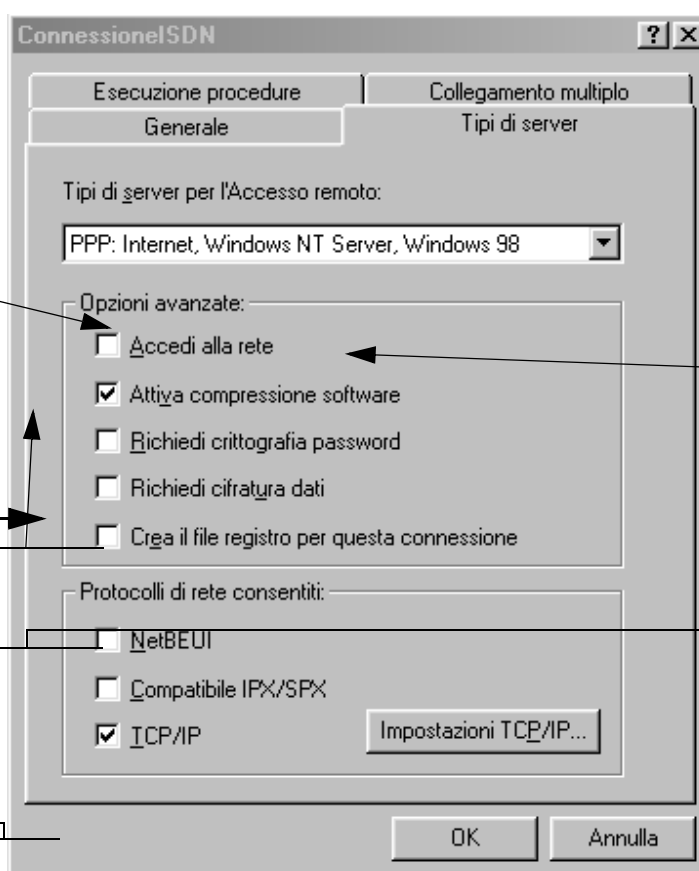 ConnessioneISDN
Esecuzione procedure
Collegamento multiplo
Generale
Tipi di server
Tipi di server per l'Accesso remoto:
PPP: Internet, Windows NT Server, Windows 98
Opzioni avanzate:
Accedi alla rete
Attiva compressione software
Richiedi crittografia password
Richiedi cifratura dati
Crea il file registro per questa connessione
Protocolli di rete consentiti:
NetBEUI
Compatibile IPX/SPX
TCP/IP
Impostazioni TCP/IP...
OK
Annulla